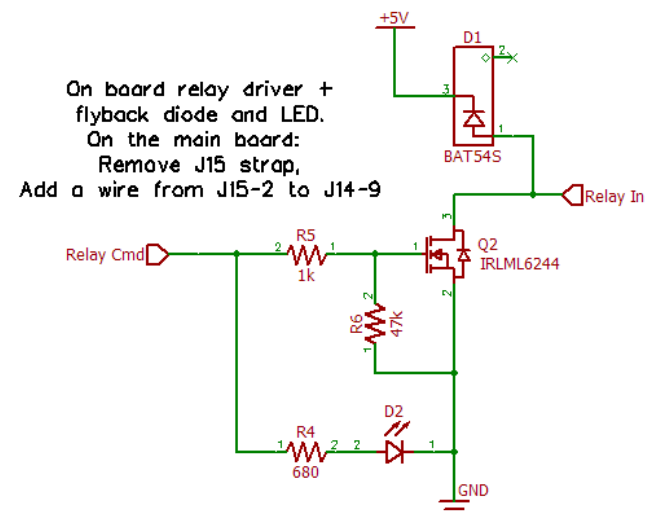 +5V
D1
2
3
1
BAT54S
On board relay driver +
flyback diode and LED.
On the main board:
Remove J15 strap,
Add a wire from J15-2 to J14-9
Relay In
3
Q2
IRLML6244
1
2
Relay Cmd
2 R5 1
1k
2
R6
47k
1
D2
1 R4 2
680
2
1
GND